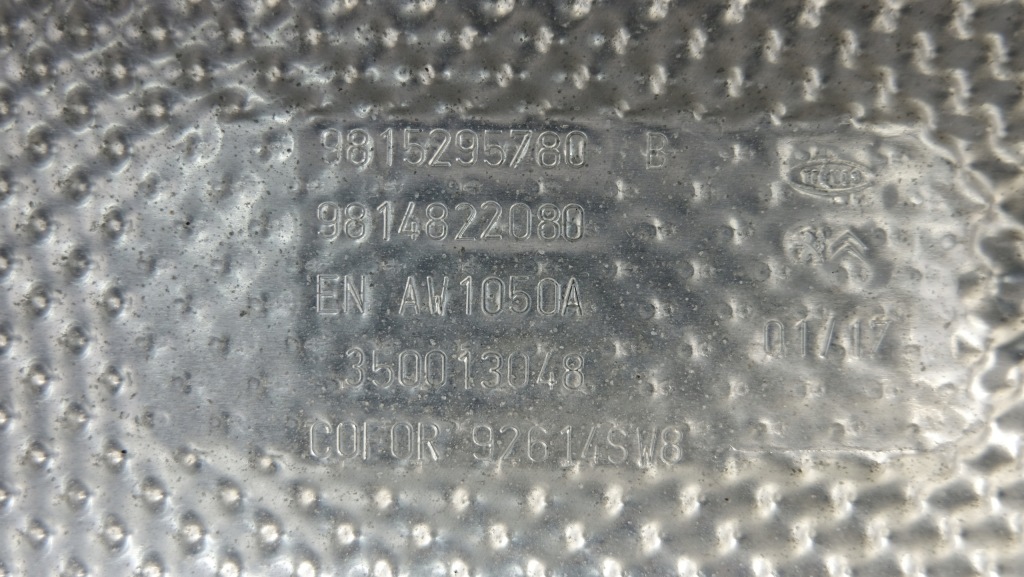 9815295780 B
9814822080
EN AW1050A
350013048
01/17
COFOR 92614SW8